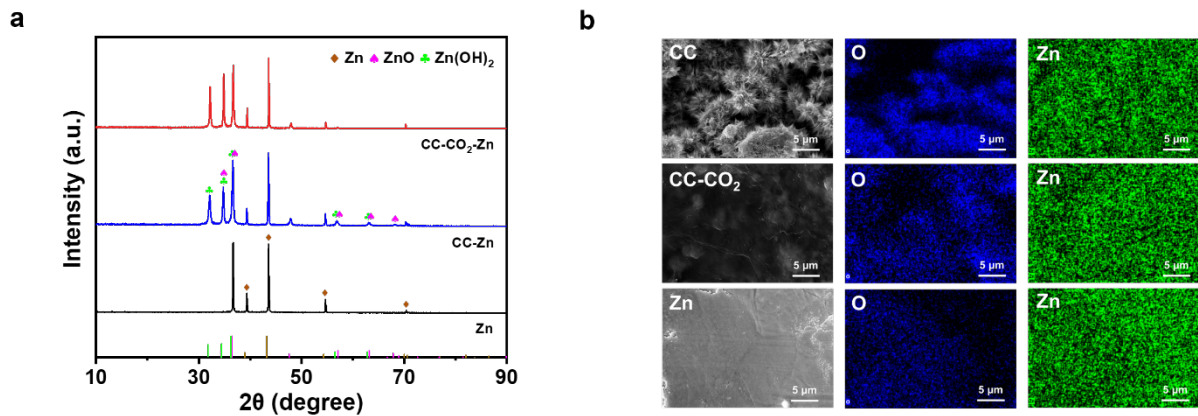 a
b
♦ Zn ♠ ZnO ♣ Zn(OH)₂
CC-CO₂-Zn
CC-Zn
Zn
Intensity (a.u.)
10 30 50 70 90
2θ (degree)
CC
5 μm
O
5 μm
Zn
5 μm
CC-CO₂
5 μm
O
5 μm
Zn
5 μm
Zn
5 μm
O
5 μm
Zn
5 μm